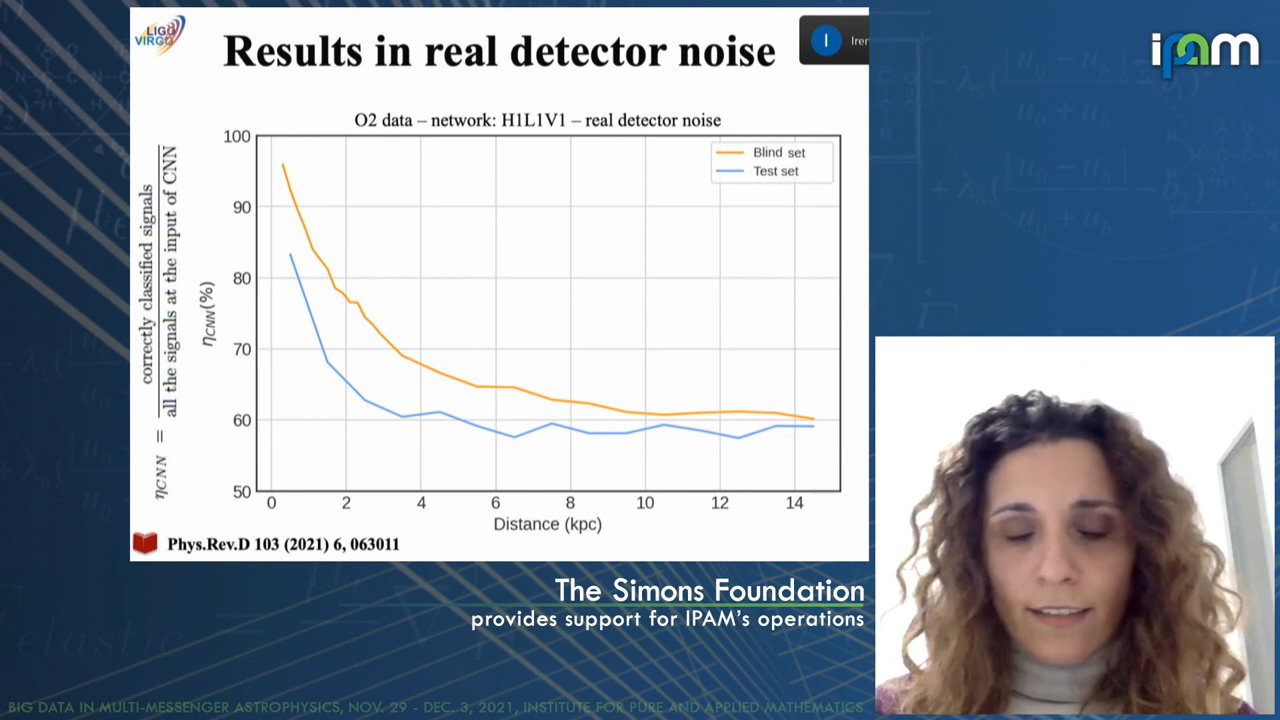 LIGO
VIRGO
Results in real detector noise
I
Iren
ipam
O2 data – network: H1L1V1 – real detector noise
Blind set
Test set
100
90
80
70
60
50
ηCNN(%)
0 2 4 6 8 10 12 14
Distance (kpc)
ηCNN = correctly classified signals
all the signals at the input of CNN
Phys.Rev.D 103 (2021) 6, 063011
The Simons Foundation
provides support for IPAM's operations
BIG DATA IN MULTI-MESSENGER ASTROPHYSICS, NOV. 29 - DEC. 3, 2021, INSTITUTE FOR PURE AND APPLIED MATHEMATICS